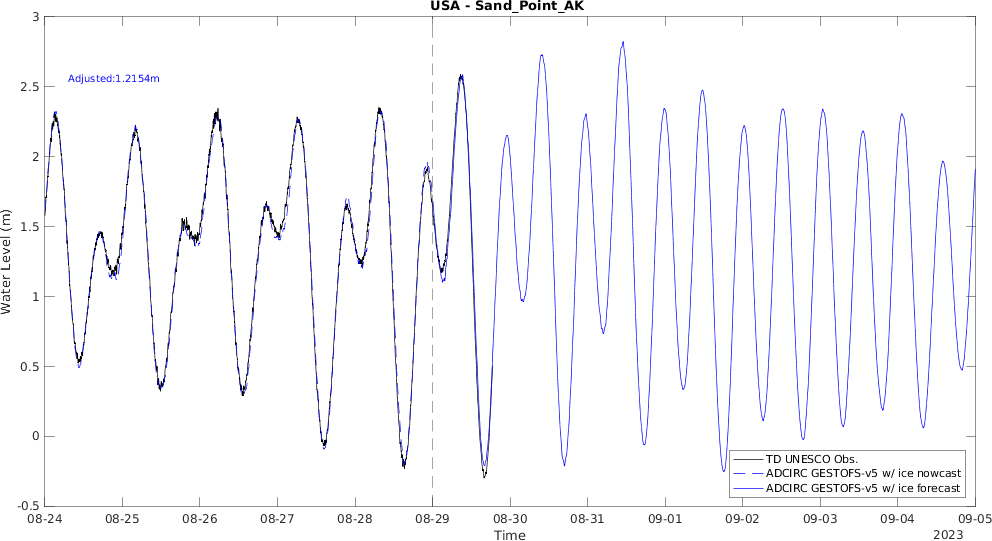 USA - Sand_Point_AK
3
2.5
2
1.5
1
0.5
0
-0.5
Water Level (m)
Adjusted:1.2154m
TD UNESCO Obs.
ADCIRC GESTOFS-v5 w/ ice nowcast
ADCIRC GESTOFS-v5 w/ ice forecast
08-24 08-25 08-26 08-27 08-28 08-29 08-30 08-31 09-01 09-02 09-03 09-04 09-05
Time
2023